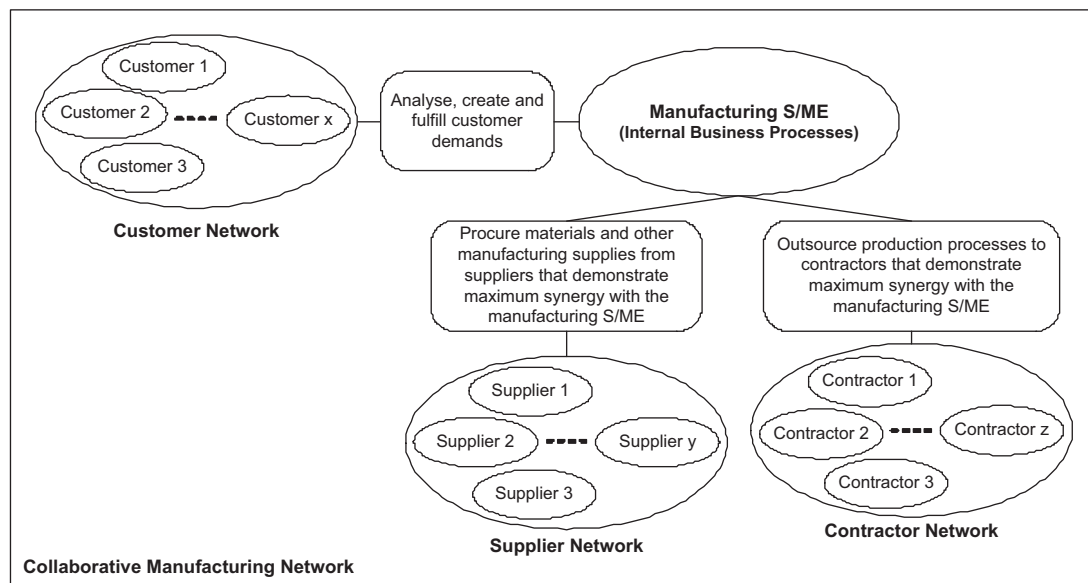 Customer 1
Customer 2
Customer x
Customer 3
Customer Network
Analyse, create and
fulfill customer
demands
Manufacturing S/ME
(Internal Business Processes)
Procure materials and other
manufacturing supplies from
suppliers that demonstrate
maximum synergy with the
manufacturing S/ME
Outsource production processes to
contractors that demonstrate
maximum synergy with the
manufacturing S/ME
Supplier 1
Supplier 2
Supplier y
Supplier 3
Supplier Network
Contractor 1
Contractor 2
Contractor z
Contractor 3
Contractor Network
Collaborative Manufacturing Network